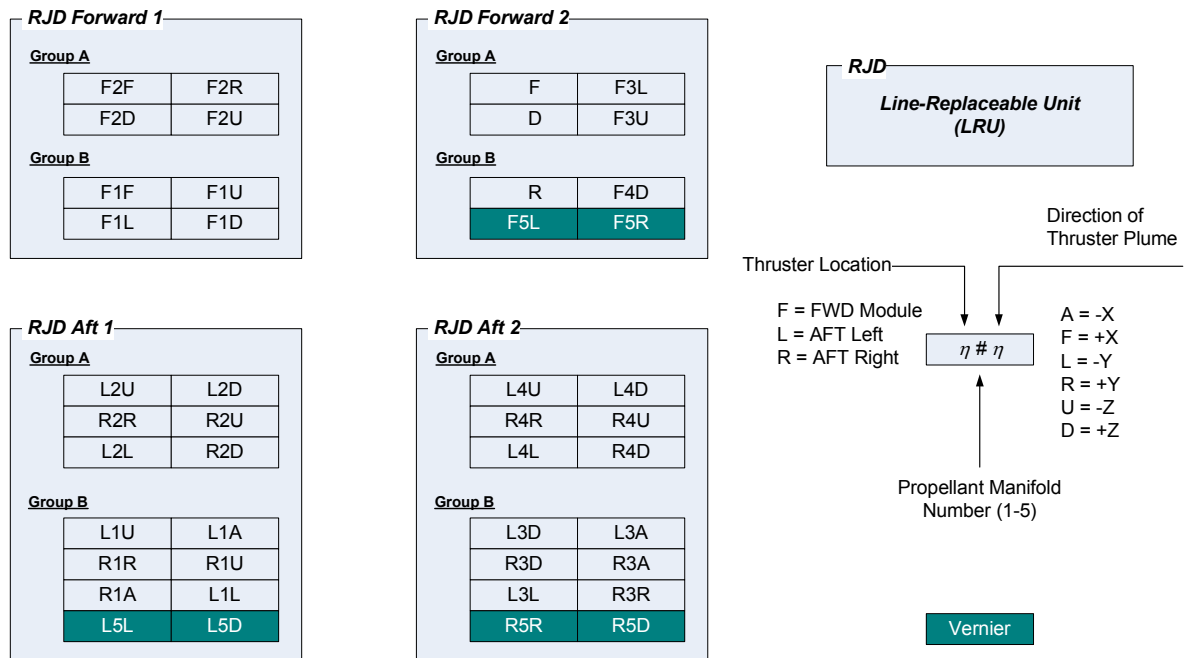 RJD Forward 1
Group A
F2F F2R
F2D F2U
Group B
F1F F1U
F1L F1D
RJD Forward 2
Group A
F F3L
D F3U
Group B
R F4D
F5L F5R
RJD
Line-Replaceable Unit
(LRU)
Direction of
Thruster Plume
Thruster Location
F = FWD Module
L = AFT Left
R = AFT Right
η # η
A = -X
F = +X
L = -Y
R = +Y
U = -Z
D = +Z
Propellant Manifold
Number (1-5)
RJD Aft 1
Group A
L2U L2D
R2R R2U
L2L R2D
Group B
L1U L1A
R1R R1U
R1A L1L
L5L L5D
RJD Aft 2
Group A
L4U L4D
R4R R4U
L4L R4D
Group B
L3D L3A
R3D R3A
L3L R3R
R5R R5D
Vernier